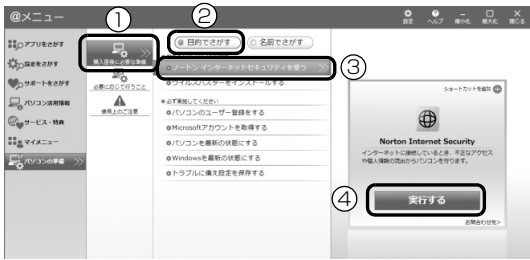 @メニュー
設定
ヘルプ
最小化
最大化
閉じる
①
②
③
④
アプリをさがす
設定をさがす
サポートをさがす
パソコン活用情報
サービス・特典
マイメニュー
パソコンの準備
購入直後に必要な準備
必要に応じて行うこと
使用上のご注意
目的でさがす
名前でさがす
ノートン インターネットセキュリティを使う
ウイルスバスターをインストールする
必ず実施してください
パソコンのユーザー登録をする
Microsoftアカウントを取得する
パソコンを最新の状態にする
Windowsを最新の状態にする
トラブルに備え設定を保存する
ショートカットを追加
Norton Internet Security
インターネットに接続しているとき、不正なアクセス
や個人情報の流出からパソコンを守ります。
実行する
お問合わせ先>